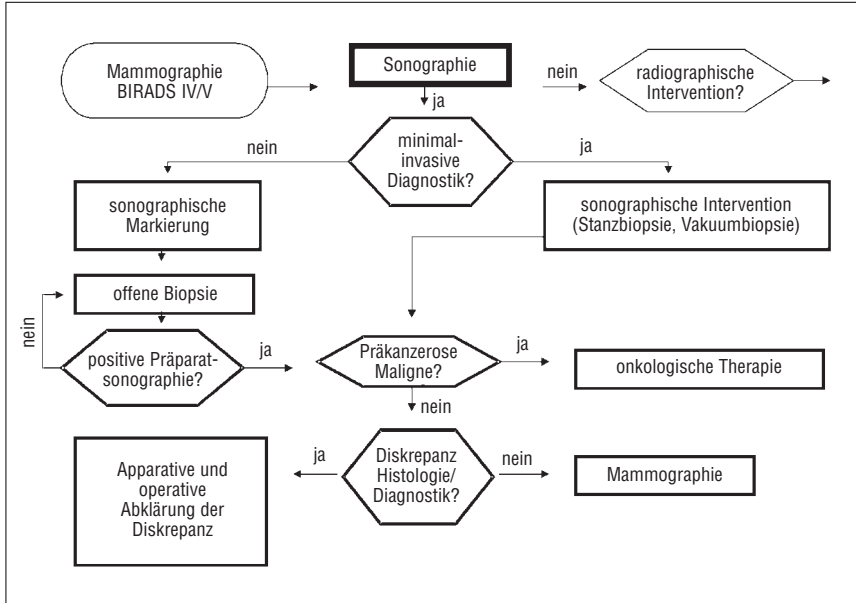 Mammographie
BIRADS IV/V
Sonographie
nein
radiographische
Intervention?
ja
minimal-
invasive
Diagnostik?
nein
ja
sonographische
Markierung
sonographische Intervention
(Stanzbiopsie, Vakuumbiopsie)
offene Biopsie
nein
positive Präparat-
sonographie?
ja
Präkanzerose
Maligne?
ja
onkologische Therapie
nein
Apparative und
operative
Abklärung der
Diskrepanz
ja
Diskrepanz
Histologie/
Diagnostik?
nein
Mammographie